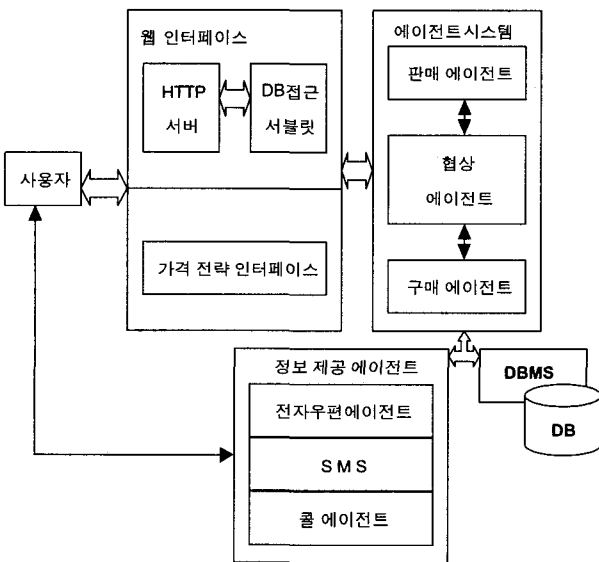 웹 인터페이스
HTTP
서버
DB접근
서블릿
사용자
가격 전략 인터페이스
에이전트시스템
판매 에이전트
협상
에이전트
구매 에이전트
정보 제공 에이전트
전자우편에이전트
SMS
콜 에이전트
DBMS
DB